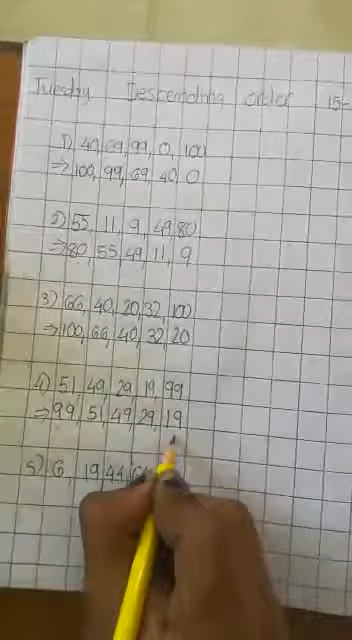 Tuesday Descending order 15-
1) 40, 69, 99, 0, 100
⇒ 100, 99, 69, 40, 0
2) 55, 11, 9, 49, 80
⇒ 80, 55, 49, 11, 9
3) 66, 40, 20, 32, 100
⇒ 100, 66, 40, 32, 20
4) 51, 49, 29, 19, 99
⇒ 99, 51, 49, 29, 19
5) 6, 19, 44,